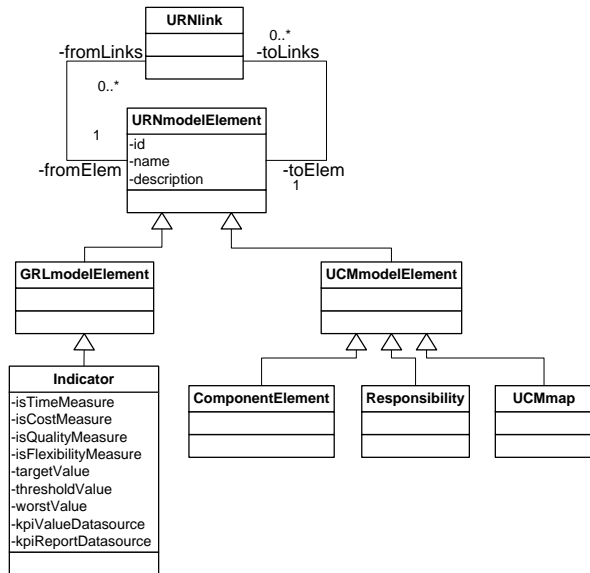 URNlink
-fromLinks
0..*
-toLinks
0..*
URNmodelElement
1
-id
-name
-description
-fromElem
-toElem
1
GRLmodelElement
UCMmodelElement
Indicator
-isTimeMeasure
-isCostMeasure
-isQualityMeasure
-isFlexibilityMeasure
-targetValue
-thresholdValue
-worstValue
-kpiValueDatasource
-kpiReportDatasource
ComponentElement
Responsibility
UCMmap